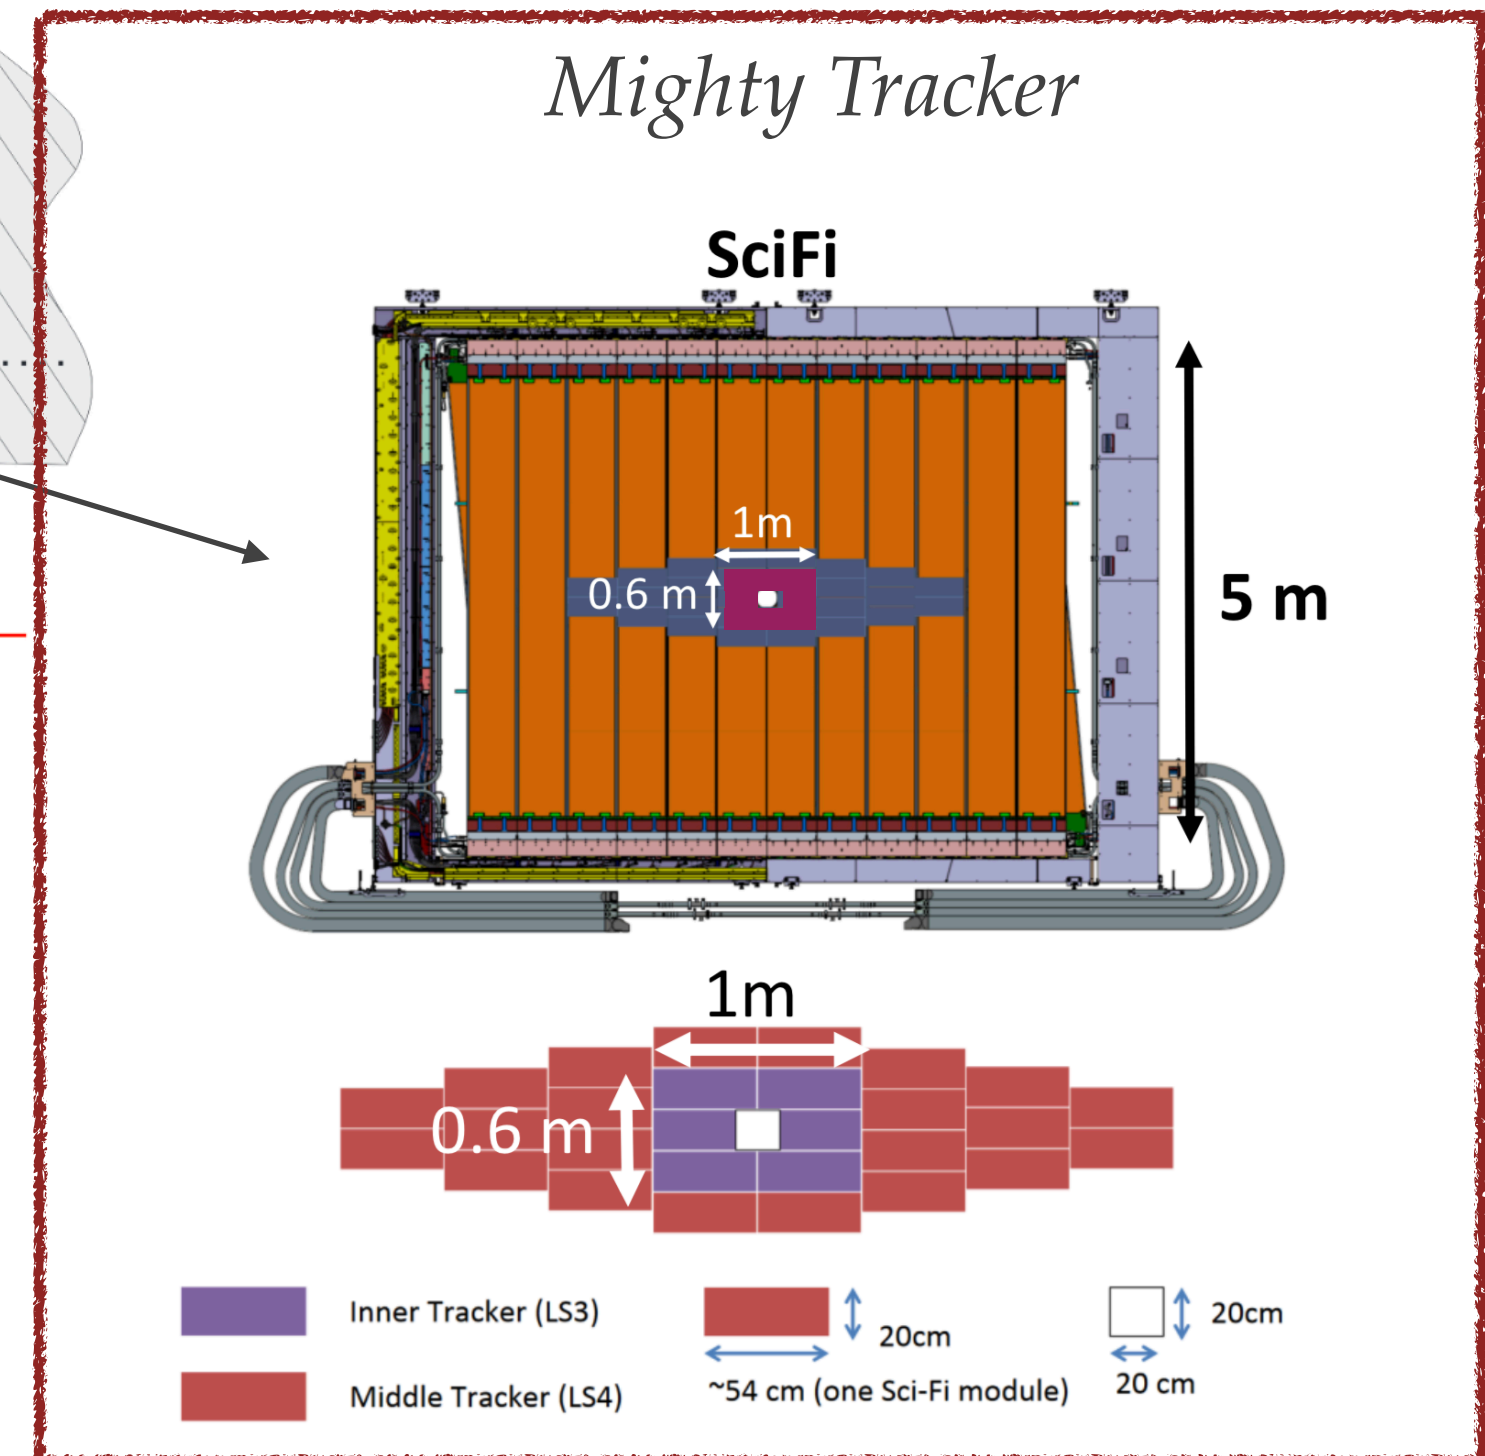 Mighty Tracker
SciFi
1m
0.6 m
5 m
1m
0.6 m
Inner Tracker (LS3)
20cm
20cm
Middle Tracker (LS4)
~54 cm (one Sci-Fi module)
20 cm